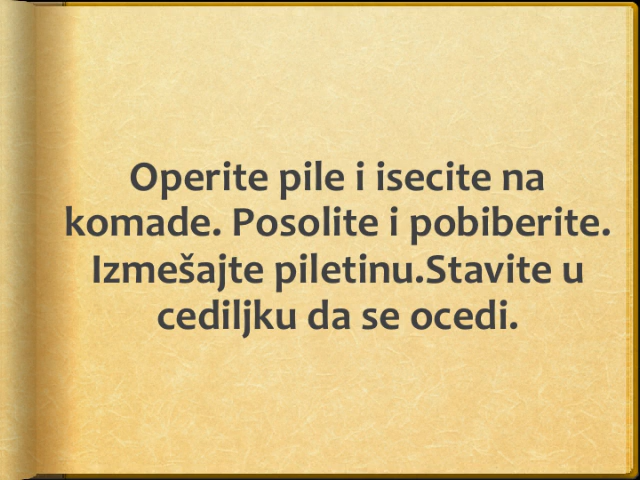 Operite pile i isecite na
komade. Posolite i pobiberite.
Izmešajte piletinu.Stavite u
cediljku da se ocedi.